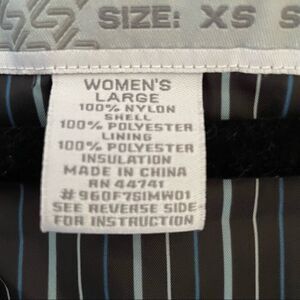 SIZE: XS S
WOMEN'S
LARGE
100% NYLON
SHELL
100% POLYESTER
LINING
100% POLYESTER
INSULATION
MADE IN CHINA
RN 44741
#960F7SIMW01
SEE REVERSE SIDE
FOR INSTRUCTION